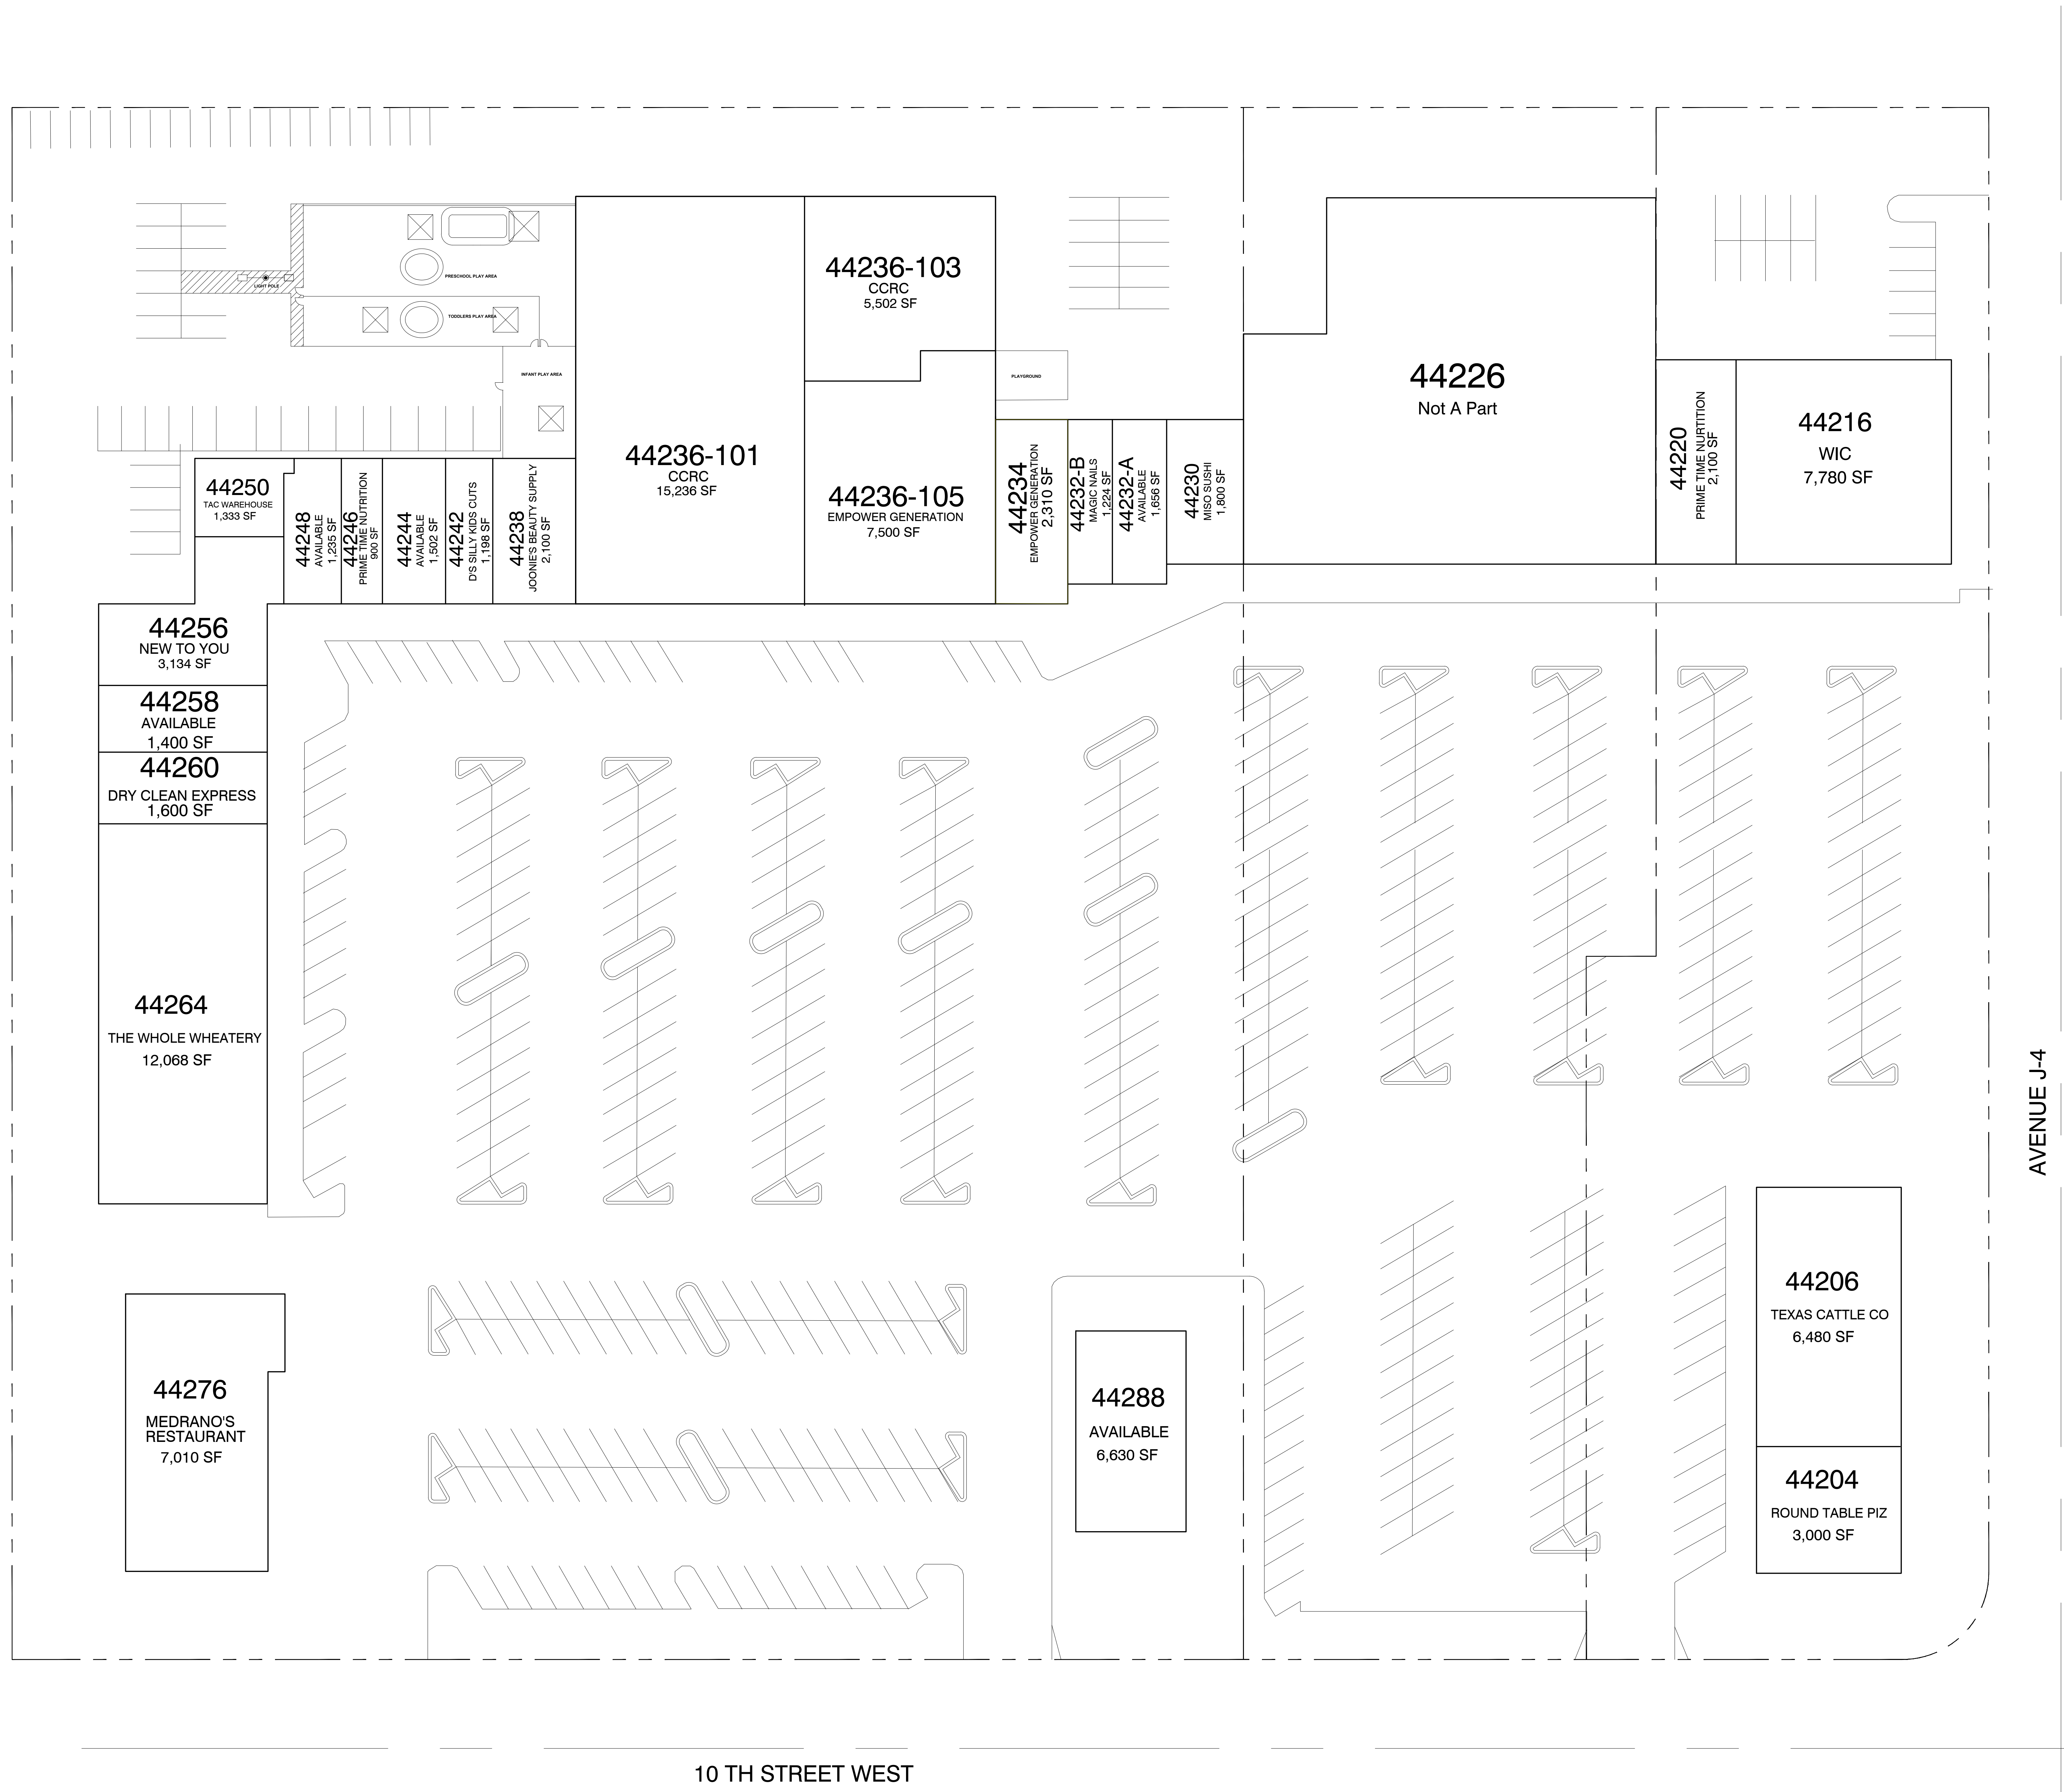 LIGHT POLE
PRESCHOOL PLAY AREA
TODDLERS PLAY AREA
INFANT PLAY AREA
44236-101
CCRC
15,236 SF
44236-103
CCRC
5,502 SF
44236-105
EMPOWER GENERATION
7,500 SF
PLAYGROUND
44226
Not A Part
44216
WIC
7,780 SF
44220
PRIME TIME NURTITION
2,100 SF
44250
TAC WAREHOUSE
1,333 SF
44248
AVAILABLE
1,235 SF
44246
PRIME TIME NUTRITION
900 SF
44244
AVAILABLE
1,502 SF
44242
D'S SILLY KIDS CUTS
1,198 SF
44238
JOONIE'S BEAUTY SUPPLY
2,100 SF
44234
EMPOWER GENERATION
2,310 SF
44232-B
MAGIC NAILS
1,224 SF
44232-A
AVAILABLE
1,656 SF
44230
MISO SUSHI
1,800 SF
44256
NEW TO YOU
3,134 SF
44258
AVAILABLE
1,400 SF
44260
DRY CLEAN EXPRESS
1,600 SF
44264
THE WHOLE WHEATERY
12,068 SF
44276
MEDRANO'S
RESTAURANT
7,010 SF
44288
AVAILABLE
6,630 SF
44206
TEXAS CATTLE CO
6,480 SF
44204
ROUND TABLE PIZ
3,000 SF
AVENUE J-4
10 TH STREET WEST